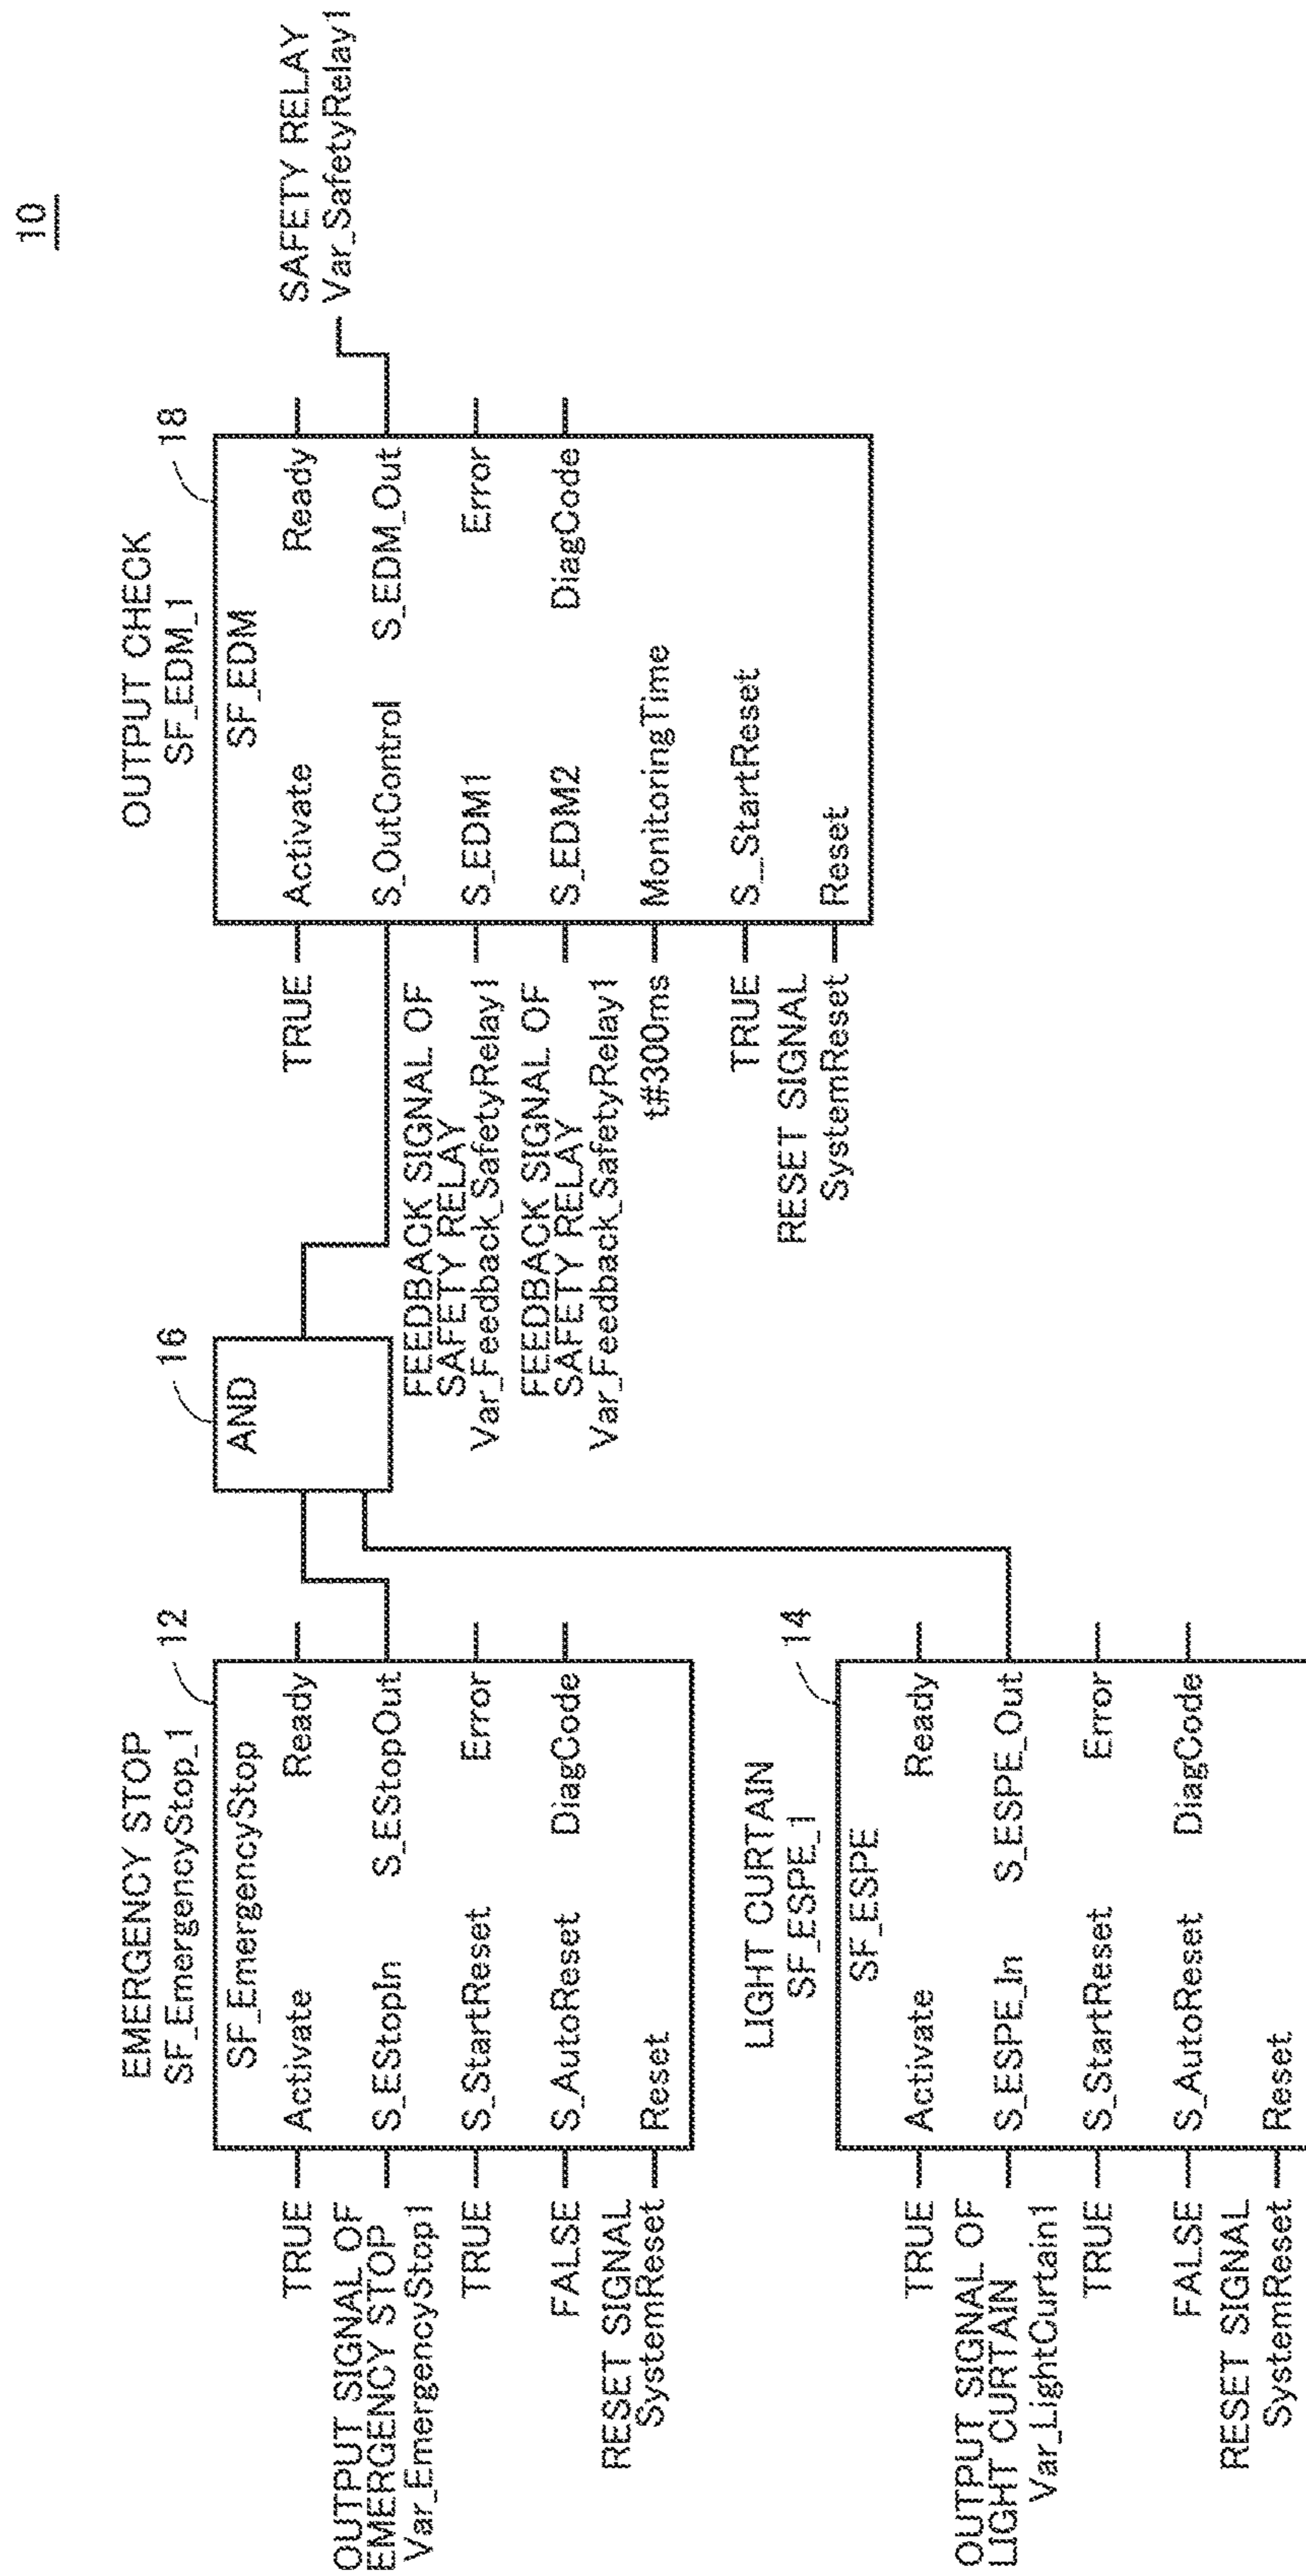 10
EMERGENCY STOP
SF_EmergencyStop_1
12
SF_EmergencyStop
TRUE
Activate
Ready
OUTPUT SIGNAL OF
EMERGENCY STOP
Var_EmergencyStop1
S_EStopIn
S_EStopOut
TRUE
S_StartReset
Error
FALSE
S_AutoReset
DiagCode
RESET SIGNAL
SystemReset
Reset
LIGHT CURTAIN
SF_ESPE_1
14
SF_ESPE
TRUE
Activate
Ready
OUTPUT SIGNAL OF
LIGHT CURTAIN
Var_LightCurtain1
S_ESPE_In
S_ESPE_Out
TRUE
S_StartReset
Error
FALSE
S_AutoReset
DiagCode
RESET SIGNAL
SystemReset
Reset
16
AND
OUTPUT CHECK
SF_EDM_1
18
SF_EDM
TRUE
Activate
Ready
S_OutControl
S_EDM_Out
FEEDBACK SIGNAL OF
SAFETY RELAY
Var_Feedback_SafetyRelay1
S_EDM1
Error
FEEDBACK SIGNAL OF
SAFETY RELAY
Var_Feedback_SafetyRelay1
S_EDM2
DiagCode
t#300ms
MonitoringTime
TRUE
S_StartReset
RESET SIGNAL
SystemReset
Reset
SAFETY RELAY
Var_SafetyRelay1